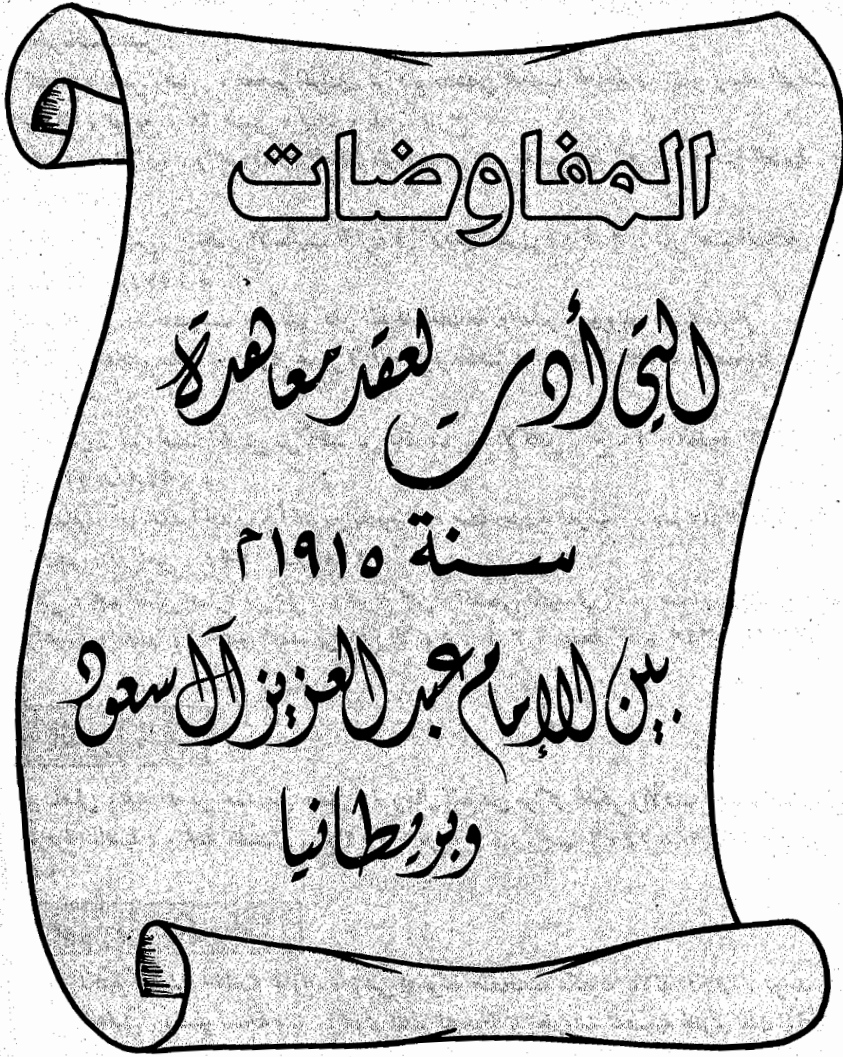 المفاوضات
التي أدت لعقد معاهدة
سنة ١٩١٥م
بين الإمام عبد العزيز آل سعود
وبريطانيا